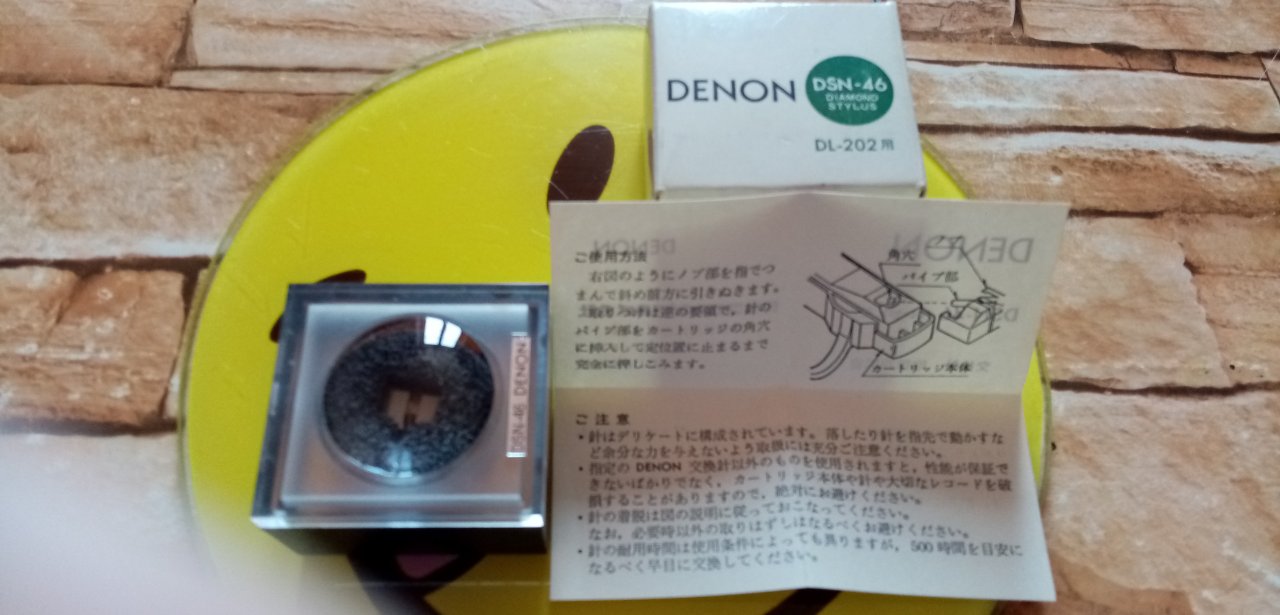 DENON
DSN-46
DIAMOND
STYLUS
DL-202用
ご使用方法
右図のようにノブ部を指でつ
まんで斜め前方に引きぬきます。
取りつけは逆の要領で、針の
パイプ部をカートリッジの角穴
に挿入して定位置に止まるまで
完全に押しこみます。
角穴
パイプ部
カートリッジ本体
DENON
DSN-46
ご注意
・針はデリケートに構成されています。落したり針を指先で動かすな
ど余分な力を与えないよう取扱には充分ご注意ください。
・指定の DENON 交換針以外のものを使用されますと、性能が保証で
きないばかりでなく、カートリッジ本体や針や大切なレコードを破
損することがありますので、絶対にお避けください。
・針の着脱は図の説明に従っておこなってください。
なお、必要時以外の取りはずしはなるべくお避けください。
・針の耐用時間は使用条件によっても異りますが、500時間を目安に
なるべく早目に交換してください。